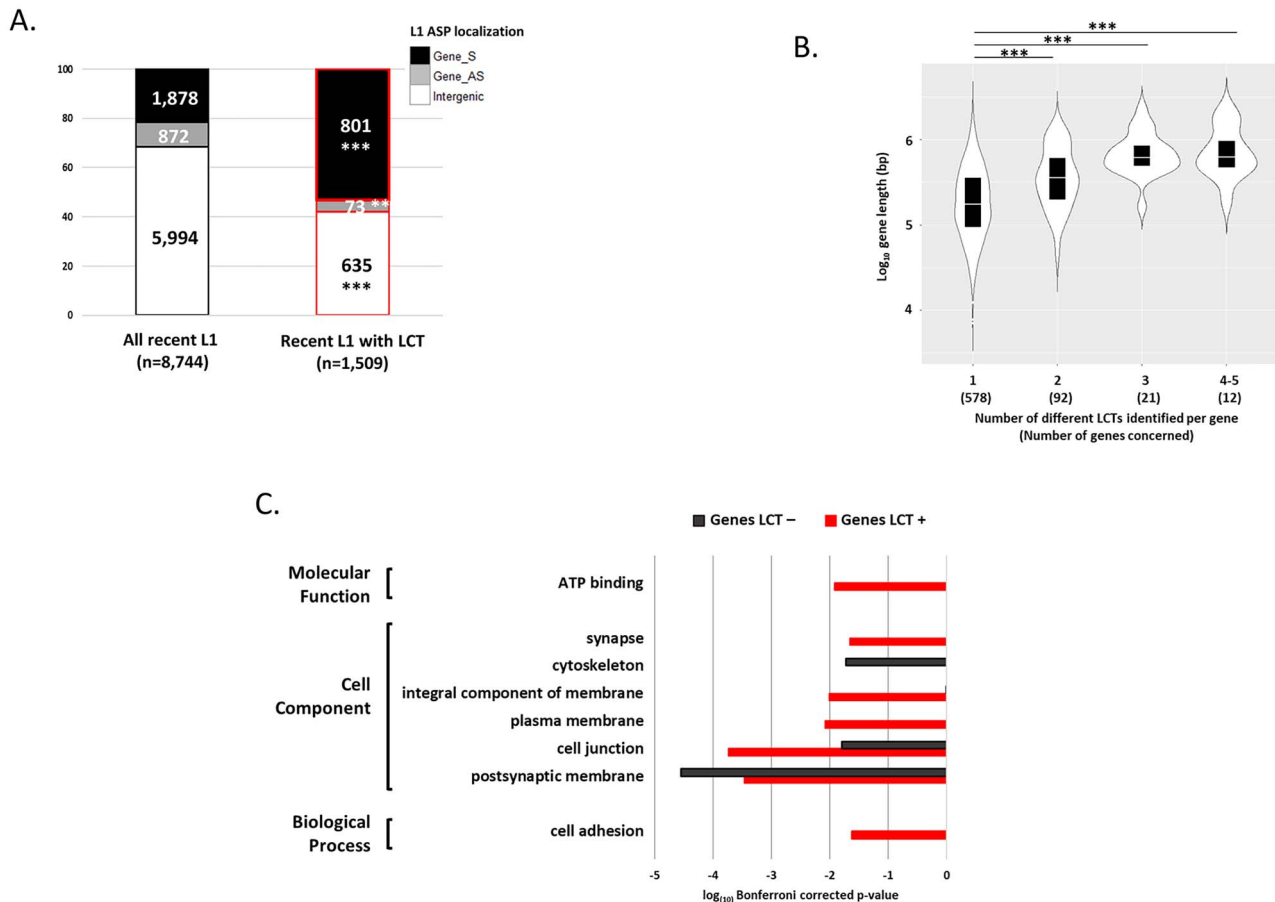 A.
L1 ASP localization
Gene_S
Gene_AS
Intergenic
100
80
60
40
20
0
1,878
872
5,994
801
***
73 **
635
***
All recent L1
(n=8,744)
Recent L1 with LCT
(n=1,509)
B.
***
***
***
Log10 gene length (bp)
6
5
4
1
(578)
2
(92)
3
(21)
4-5
(12)
Number of different LCTs identified per gene
(Number of genes concerned)
C.
Genes LCT –
Genes LCT +
Molecular
Function
ATP binding
Cell
Component
synapse
cytoskeleton
integral component of membrane
plasma membrane
cell junction
postsynaptic membrane
Biological
Process
cell adhesion
-5
-4
-3
-2
-1
0
log(10) Bonferroni corrected p-value